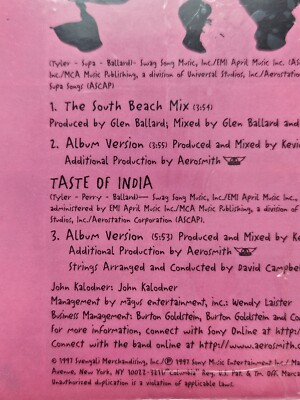 (Tyler - Supa - Ballard)— Swag Song Music, Inc./EMI April Music Inc. (AS
Inc./MCA Music Publishing, a division of Universal Studios, Inc./Aerostation
Supa Songs (ASCAP)
1. The South Beach Mix (3:54)
Produced by Glen Ballard; Mixed by Glen Ballard and
2. Album Version (3:55) Produced and Mixed by Kevi
Additional Production by Aerosmith
TASTE OF INDIA
(Tyler - Perry - Ballard)— Swag Song Music, Inc./EMI April Music Inc.,
administered by EMI April Music Inc./MCA Music Publishing, a division of
Studios, Inc./Aerostation Corporation (ASCAP).
3. Album Version (5:53) Produced and Mixed by Ke
Additional Production by Aerosmith
Strings Arranged and Conducted by David Campbe
John Kalodner: John Kalodner
Management by mägus entertainment, inc.: Wendy Laister
Business Management: Burton Goldstein, Burton Goldstein and Co
For more information, connect with Sony Online at http:/
Connect with the band online at http://www.aerosmith.c
© 1997 Svengali Merchandising, Inc./℗ 1997 Sony Music Entertainment Inc./ Ma
Avenue, New York, NY 10022-3216/"Columbia" Reg. U.S. Pat. & Tm. Off. Marca
Unauthorized duplication is a violation of applicable laws.